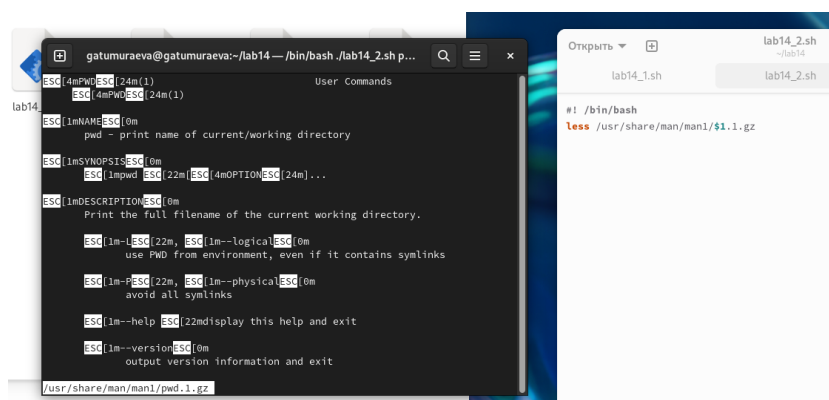 gatumuraeva@gatumuraeva:~/lab14 — /bin/bash ./lab14_2.sh p...
ESC[4mPWDESC[24m(1) User Commands
ESC[4mPWDESC[24m(1)
ESC[1mNAMEESC[0m
pwd - print name of current/working directory
ESC[1mSYNOPSISESC[0m
ESC[1mpwd ESC[22m[ESC[4mOPTIONESC[24m]...
ESC[1mDESCRIPTIONESC[0m
Print the full filename of the current working directory.
ESC[1m-LESC[22m, ESC[1m--logicalESC[0m
use PWD from environment, even if it contains symlinks
ESC[1m-PESC[22m, ESC[1m--physicalESC[0m
avoid all symlinks
ESC[1m--help ESC[22mdisplay this help and exit
ESC[1m--versionESC[0m
output version information and exit
/usr/share/man/man1/pwd.1.gz
lab14_
Открыть
lab14_2.sh
~/lab14
lab14_1.sh
lab14_2.sh
#! /bin/bash
less /usr/share/man/man1/$1.1.gz